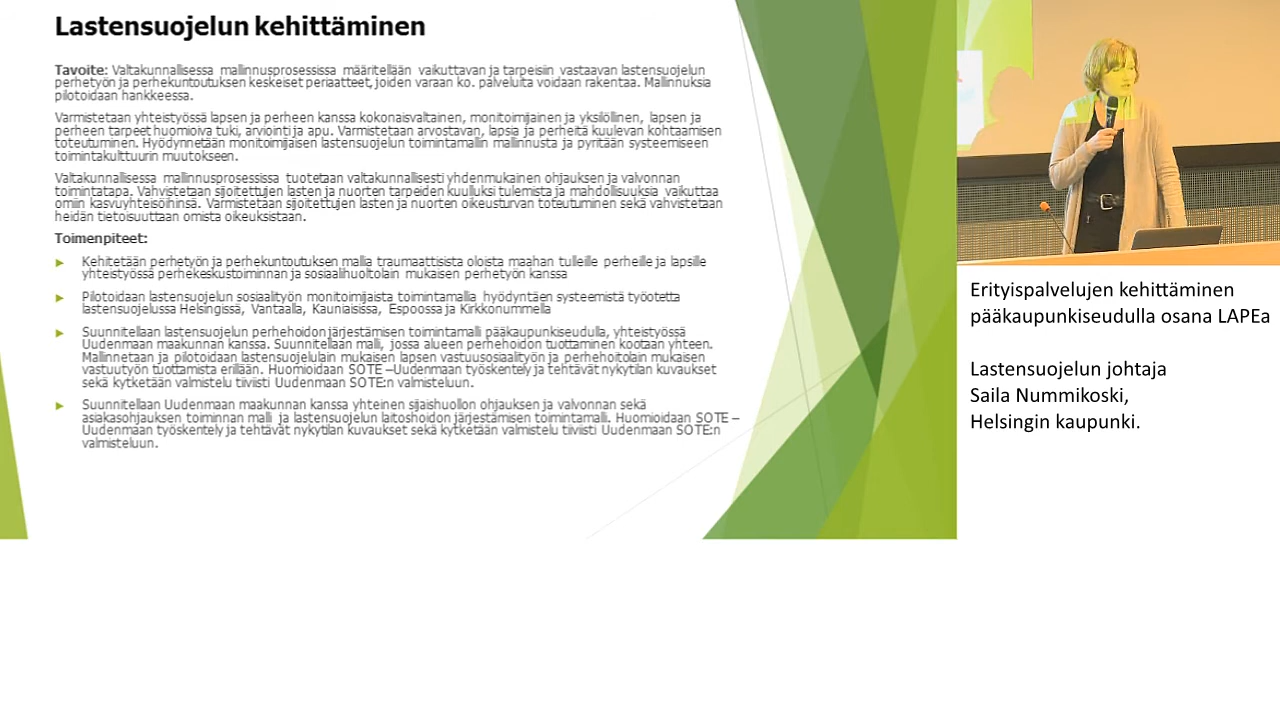 Lastensuojelun kehittäminen
Tavoite: Valtakunnallisessa mallinnusprosessissa määritellään vaikuttavan ja tarpeisiin vastaavan lastensuojelun
perhetyön ja perhekuntoutuksen keskeiset periaatteet, joiden varaan ko. palveluita voidaan rakentaa. Mallinnuksia
pilotoidaan hankkeessa.
Varmistetaan yhteistyössä lapsen ja perheen kanssa kokonaisvaltainen, monitoimijainen ja yksilöllinen, lapsen ja
perheen tarpeet huomioiva tuki, arviointi ja apu. Varmistetaan arvostavan, lapsia ja perheitä kuulevan kohtaamisen
toteutuminen. Hyödynnetään monitoimijaisen lastensuojelun toimintamallin mallinnusta ja pyritään systeemiseen
toimintakulttuurin muutokseen.
Valtakunnallisessa mallinnusprosessissa tuotetaan valtakunnallisesti yhdenmukainen ohjauksen ja valvonnan
toimintatapa. Vahvistetaan sijoitettujen lasten ja nuorten tarpeiden kuulluksi tulemista ja mahdollisuuksia vaikuttaa
omiin kasvuyhteisöihinsä. Varmistetaan sijoitettujen lasten ja nuorten oikeusturvan toteutuminen sekä vahvistetaan
heidän tietoisuuttaan omista oikeuksistaan.
Toimenpiteet:
Kehitetään perhetyön ja perhekuntoutuksen mallia traumaattisista oloista maahan tulleille perheille ja lapsille
yhteistyössä perhekeskustoiminnan ja sosiaalihuoltolain mukaisen perhetyön kanssa
Pilotoidaan lastensuojelun sosiaalityön monitoimijaista toimintamallia hyödyntäen systeemistä työotetta
lastensuojelussa Helsingissä, Vantaalla, Kauniaisissa, Espoossa ja Kirkkonummella
Suunnitellaan lastensuojelun perhehoidon järjestämisen toimintamalli pääkaupunkiseudulla, yhteistyössä
Uudenmaan maakunnan kanssa. Suunnitellaan malli, jossa alueen perhehoidon tuottaminen kootaan yhteen.
Mallinnetaan ja pilotoidaan lastensuojelulain mukaisen lapsen vastuusosiaalityön ja perhehoitolain mukaisen
vastuutyön tuottamista erillään. Huomioidaan SOTE –Uudenmaan työskentely ja tehtävät nykytilan kuvaukset
sekä kytketään valmistelu tiiviisti Uudenmaan SOTE:n valmisteluun.
Suunnitellaan Uudenmaan maakunnan kanssa yhteinen sijaishuollon ohjauksen ja valvonnan sekä
asiakasohjauksen toiminnan malli ja lastensuojelun laitoshoidon järjestämisen toimintamalli. Huomioidaan SOTE –
Uudenmaan työskentely ja tehtävät nykytilan kuvaukset sekä kytketään valmistelu tiiviisti Uudenmaan SOTE:n
valmisteluun.
Erityispalvelujen kehittäminen
pääkaupunkiseudulla osana LAPEa
Lastensuojelun johtaja
Saila Nummikoski,
Helsingin kaupunki.